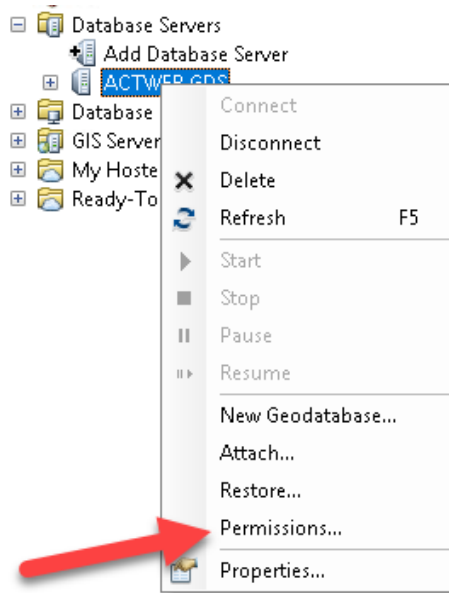 Database Servers
Add Database Server
ACTWEB.GDS
Database
GIS Server
My Hoste
Ready-To
Connect
Disconnect
Delete
Refresh F5
Start
Stop
Pause
Resume
New Geodatabase...
Attach...
Restore...
Permissions...
Properties...